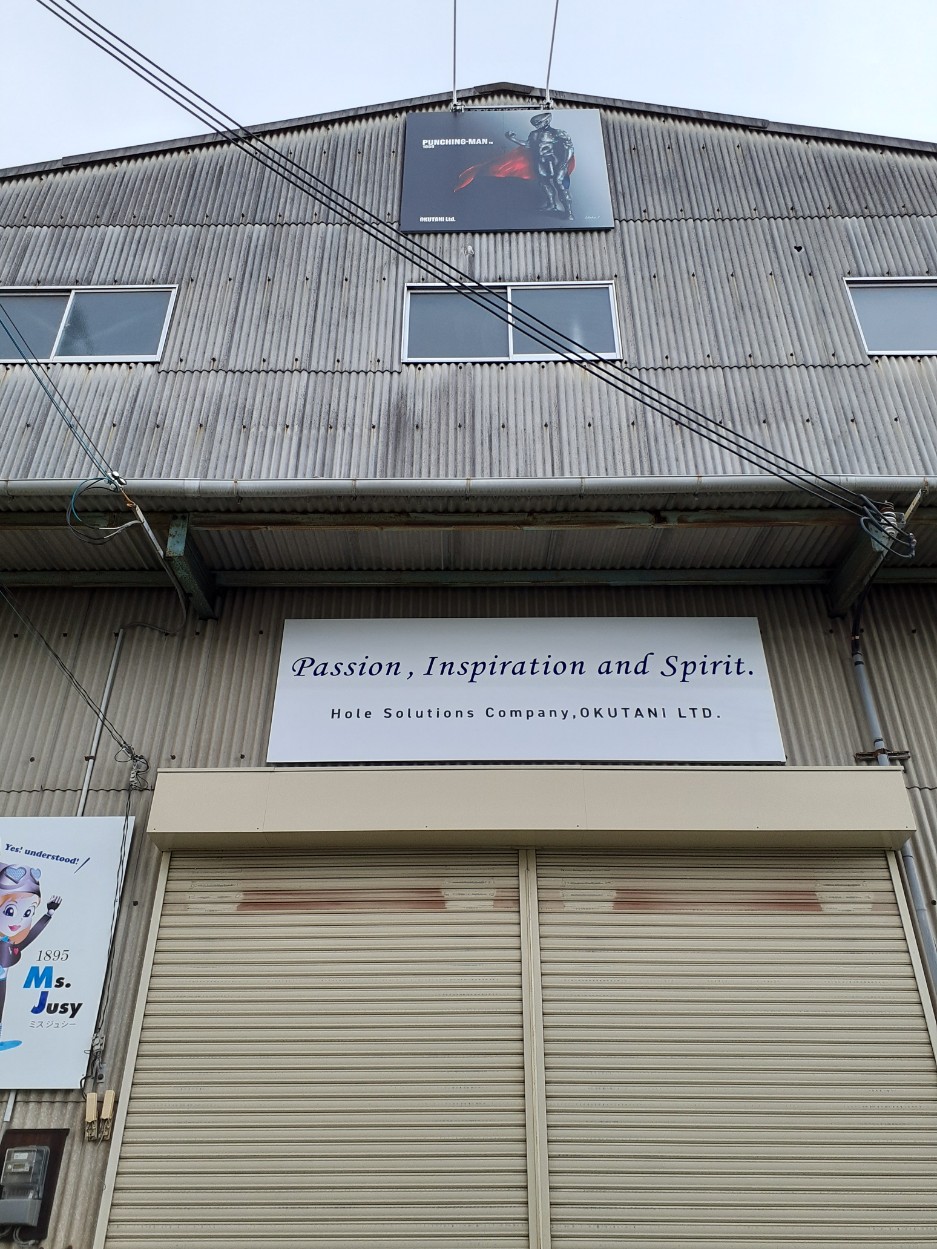 PUNCHING-MAN
OKUTANI Ltd.
Passion, Inspiration and Spirit.
Hole Solutions Company,OKUTANI LTD.
Yes! understood!
1895
Ms.
Jusy
ミスジュシー